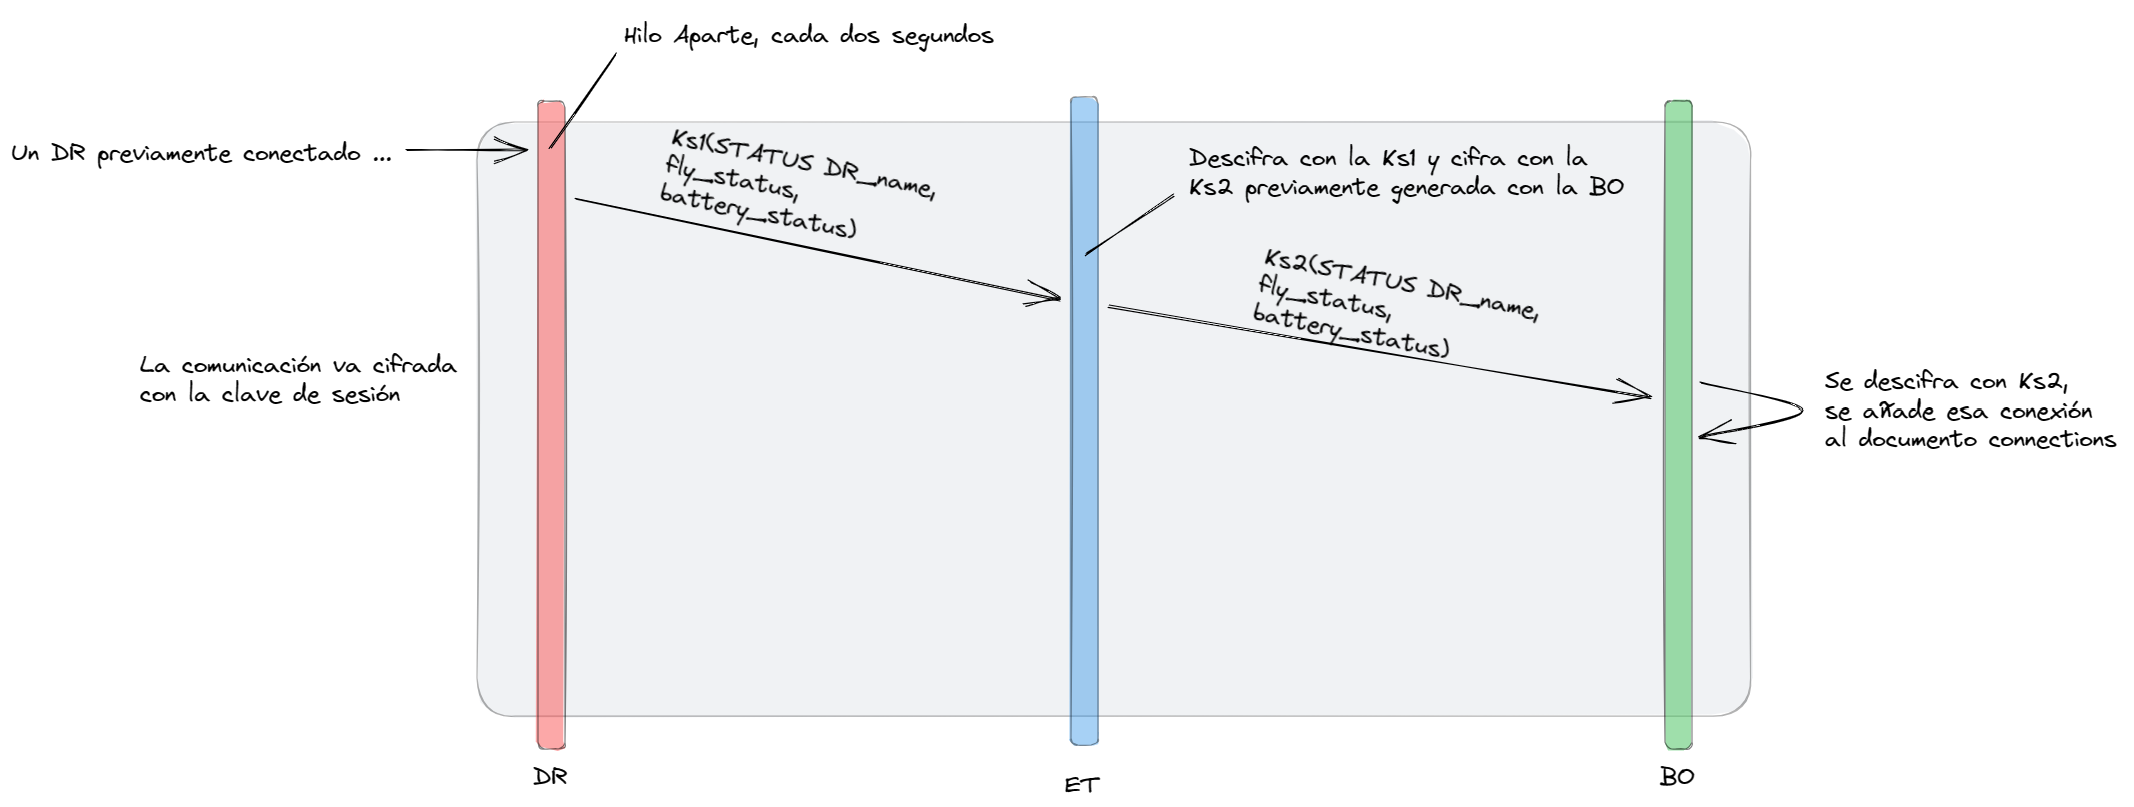 Hilo Aparte, cada dos segundos
Un DR previamente conectado ...
Ks1(STATUS DR_name,
fly_status,
battery_status)
Descifra con la Ks1 y cifra con la
Ks2 previamente generada con la BO
Ks2(STATUS DR_name,
fly_status,
battery_status)
La comunicación va cifrada
con la clave de sesión
Se descifra con Ks2,
se añade esa conexión
al documento connections
DR
ET
BO